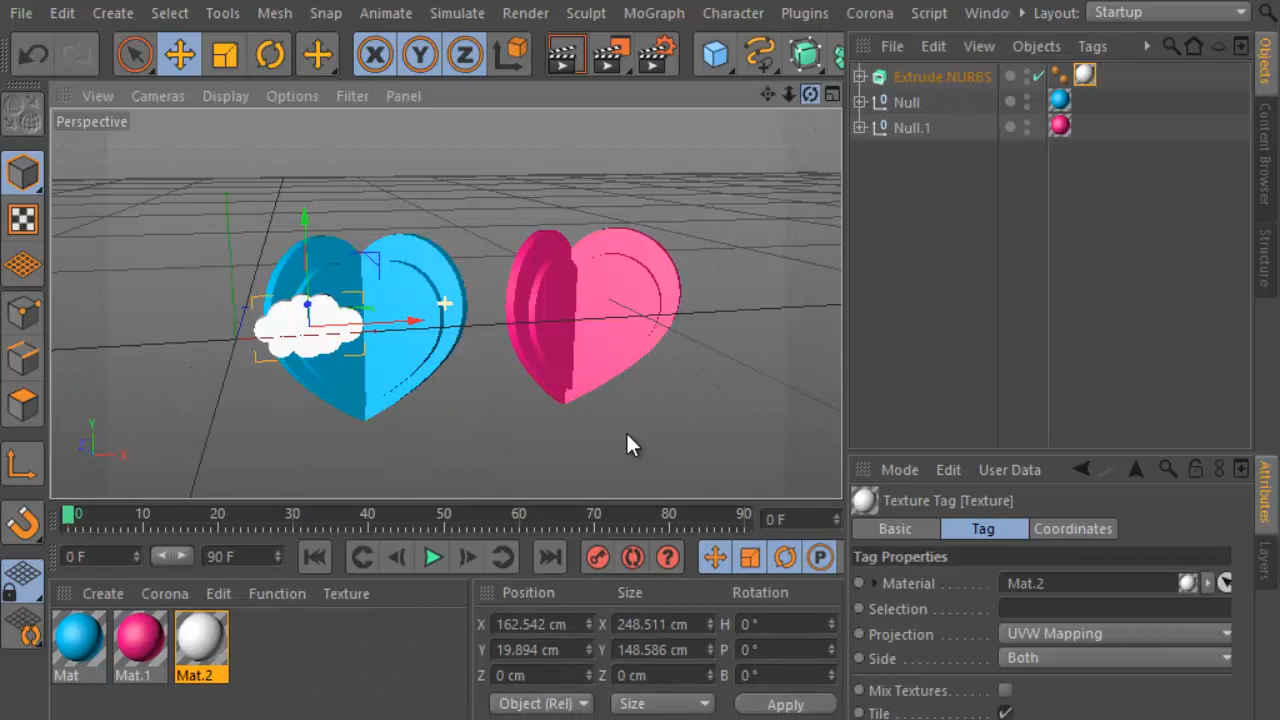 File Edit Create Select Tools Mesh Snap Animate Simulate Render Sculpt MoGraph Character Plugins Corona Script Windo Layout: Startup
X Y Z
File Edit View Objects Tags
Objects
Content Browser
Structure
Extrude.NURBS
Null
Null.1
View Cameras Display Options Filter Panel
Perspective
Y
Z X
0 10 20 30 40 50 60 70 80 90 0 F
0 F 90 F
P
Create Corona Edit Function Texture
Mat Mat.1 Mat.2
Position Size Rotation
X 162.542 cm X 248.511 cm H 0 °
Y 19.894 cm Y 148.586 cm P 0 °
Z 0 cm Z 0 cm B 0 °
Object (Rel) Size Apply
Mode Edit User Data
Attributes
Layers
Texture Tag [Texture]
Basic Tag Coordinates
Tag Properties
Material Mat.2
Selection
Projection UVW Mapping
Side Both
Mix Textures
Tile